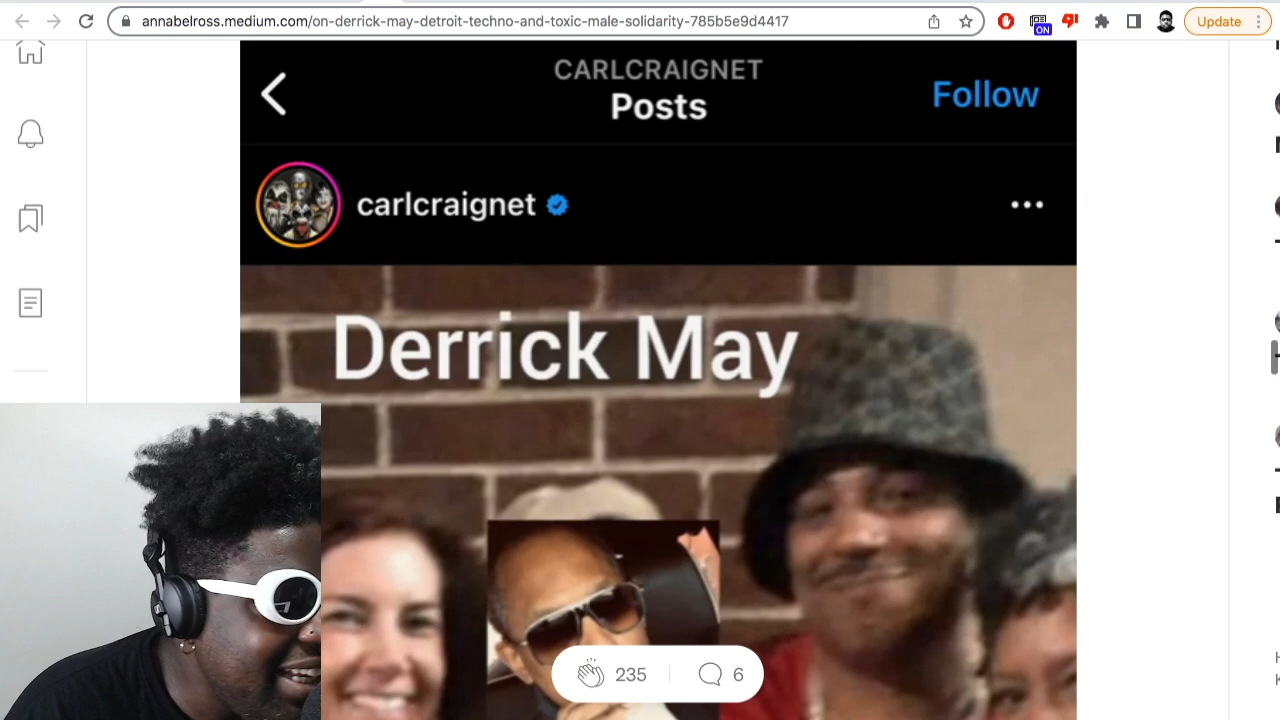 annabelross.medium.com/on-derrick-may-detroit-techno-and-toxic-male-solidarity-785b5e9d4417
ON
Update
CARLCRAIGNET
Posts
Follow
carlcraignet
Derrick May
235
6